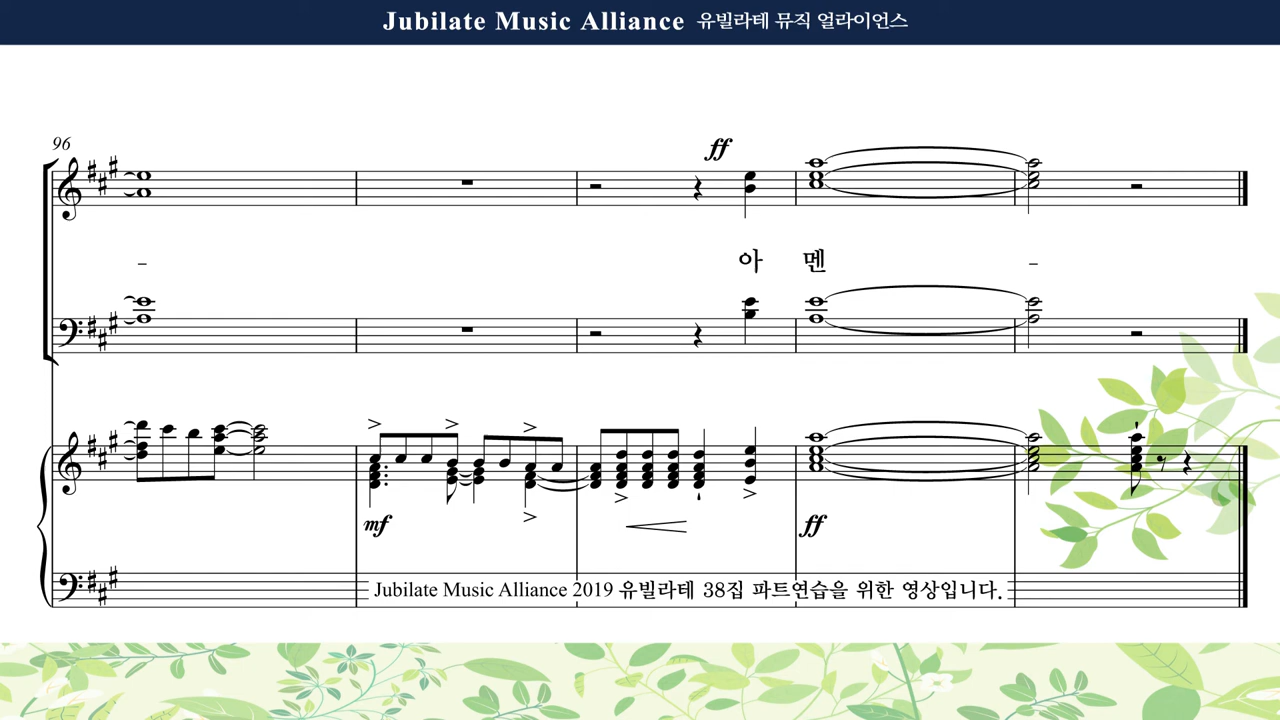 Jubilate Music Alliance 유빌라테 뮤직 얼라이언스
96
ff
- 아 멘 -
mf ff
Jubilate Music Alliance 2019 유빌라테 38집 파트연습을 위한 영상입니다.